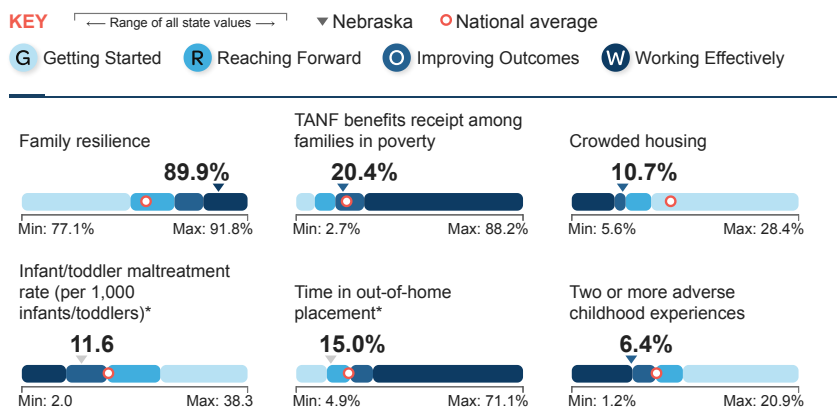 KEY Range of all state values Nebraska National average
G Getting Started R Reaching Forward O Improving Outcomes W Working Effectively
Family resilience
89.9%
Min: 77.1% Max: 91.8%
TANF benefits receipt among
families in poverty
20.4%
Min: 2.7% Max: 88.2%
Crowded housing
10.7%
Min: 5.6% Max: 28.4%
Infant/toddler maltreatment
rate (per 1,000
infants/toddlers)*
11.6
Min: 2.0 Max: 38.3
Time in out-of-home
placement*
15.0%
Min: 4.9% Max: 71.1%
Two or more adverse
childhood experiences
6.4%
Min: 1.2% Max: 20.9%